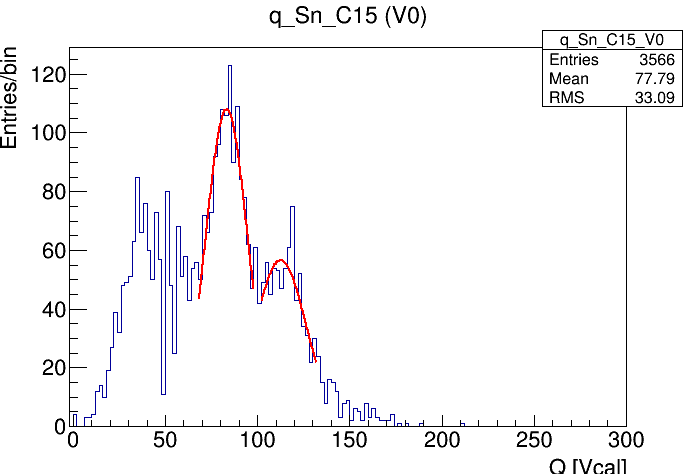 q_Sn_C15 (V0)
q_Sn_C15_V0
Entries 3566
Mean 77.79
RMS 33.09
Entries/bin
120
100
80
60
40
20
0
0 50 100 150 200 250 300
Q [Vcal]